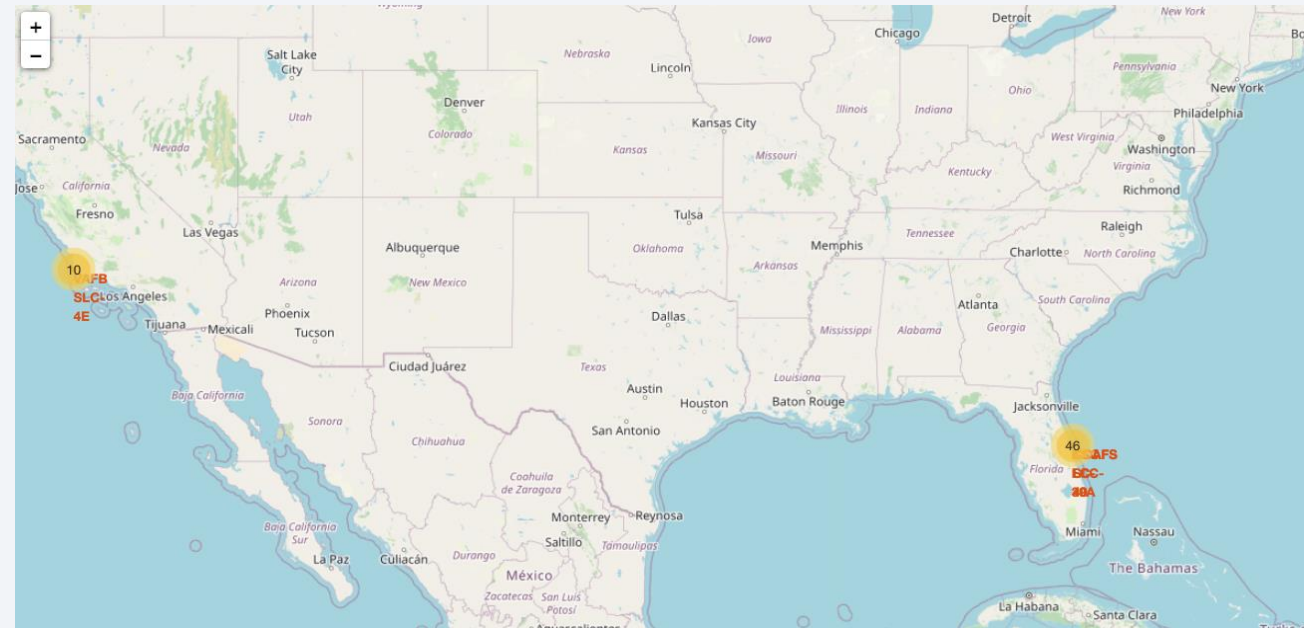 +
−
Wyoming
Detroit
New York
Chicago
Iowa
Nebraska
Salt Lake
City
Lincoln
Pennsylvania
New York
Denver
Utah
Illinois
Indiana
Ohio
Philadelphia
Kansas City
Colorado
Sacramento
Nevada
Kansas
Missouri
West Virginia
Washington
Virginia
Kentucky
Jose
California
Richmond
Fresno
Las Vegas
Tulsa
Raleigh
Albuquerque
Oklahoma
Memphis
Tennessee
Charlotte
North Carolina
10
AFB
SLC-
4E
Los Angeles
Arizona
New Mexico
Arkansas
South Carolina
Atlanta
Phoenix
Tucson
Dallas
Mississippi
Alabama
Georgia
Tijuana
Mexicali
Ciudad Juárez
Texas
Louisiana
Baja California
Austin
Houston
Baton Rouge
Jacksonville
Sonora
San Antonio
Chihuahua
46
AFS
Florida
Coahuila
de Zaragoza
Monterrey
Reynosa
Miami
Nassau
Baja California
Sur
Saltillo
Tamaulipas
La Paz
Culiacán
Durango
The Bahamas
México
Zacatecas
San Luis
Potosí
La Habana
Santa Clara
Aguascalientes